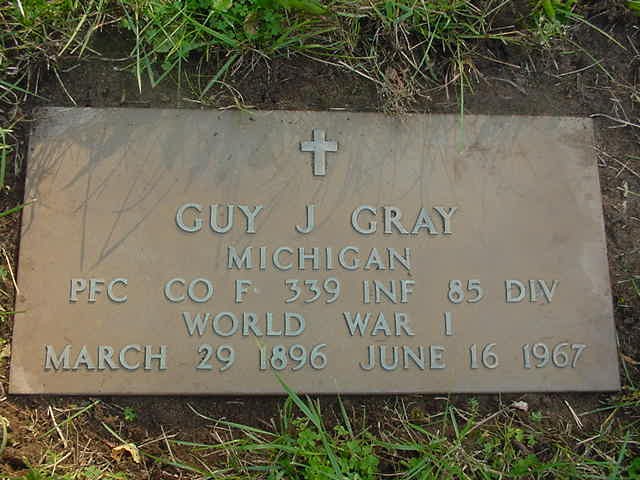 GUY J GRAY
MICHIGAN
PFC CO F 339 INF 85 DIV
WORLD WAR I
MARCH 29 1896 JUNE 16 1967